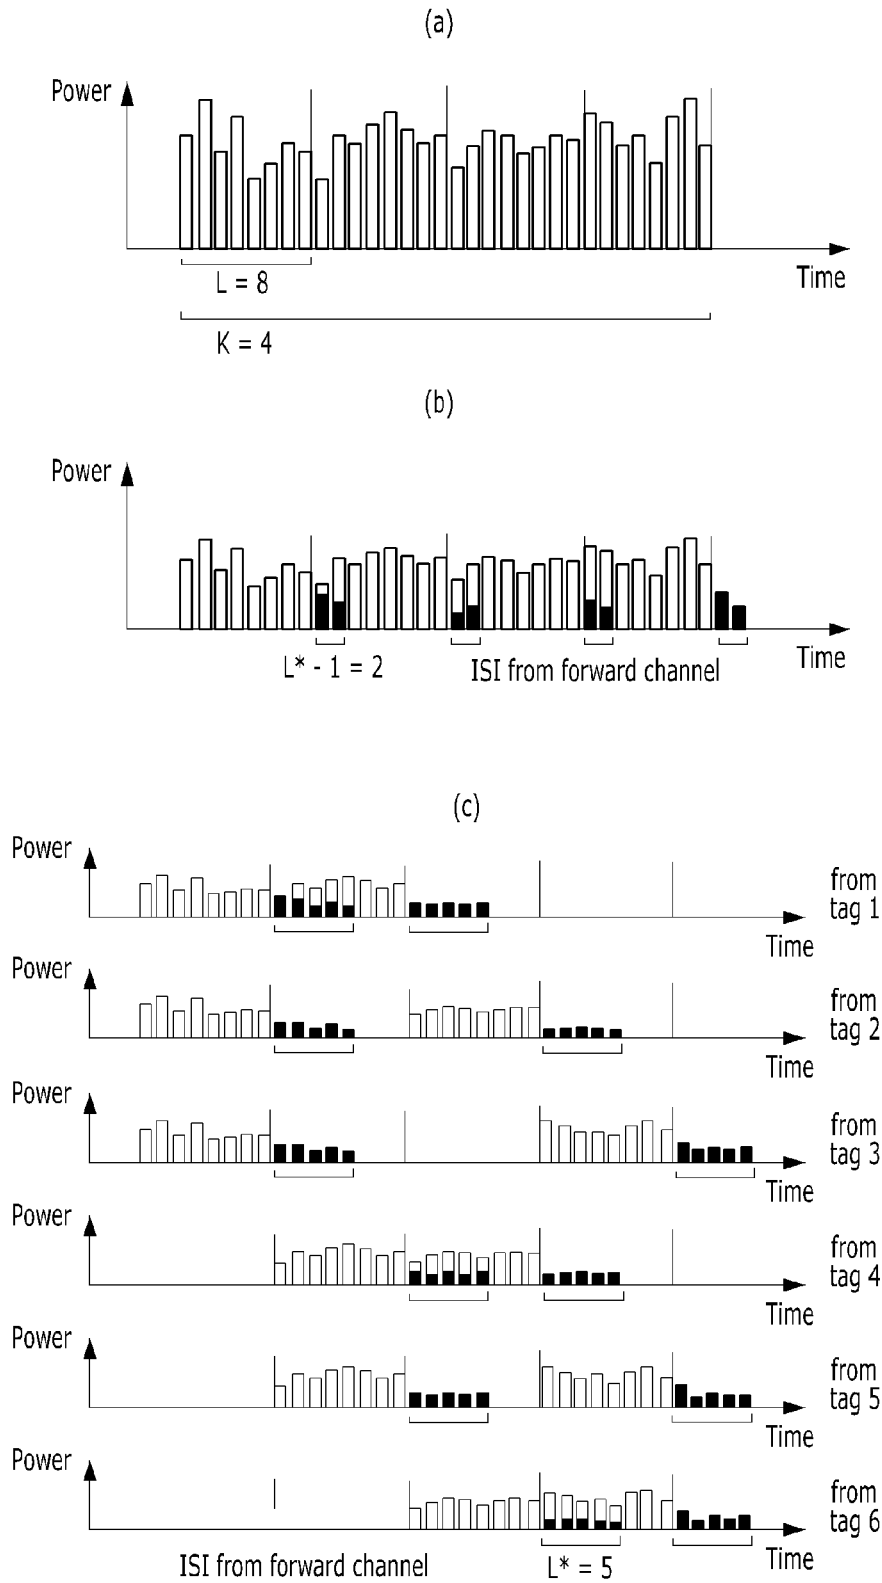 (a)
Power
Time
L = 8
K = 4
(b)
Power
Time
L* - 1 = 2
ISI from forward channel
(c)
Power
from
tag 1
Time
Power
from
tag 2
Time
Power
from
tag 3
Time
Power
from
tag 4
Time
Power
from
tag 5
Time
Power
from
tag 6
Time
ISI from forward channel
L* = 5